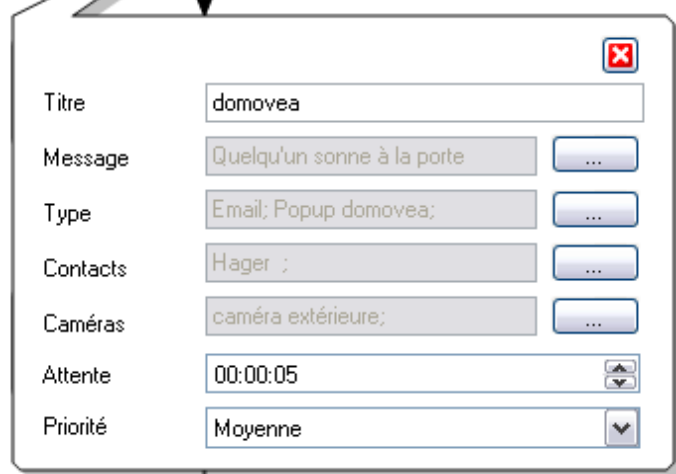 Titre domovea
Message Quelqu'un sonne à la porte ...
Type Email; Popup domovea; ...
Contacts Hager ; ...
Caméras caméra extérieure; ...
Attente 00:00:05
Priorité Moyenne